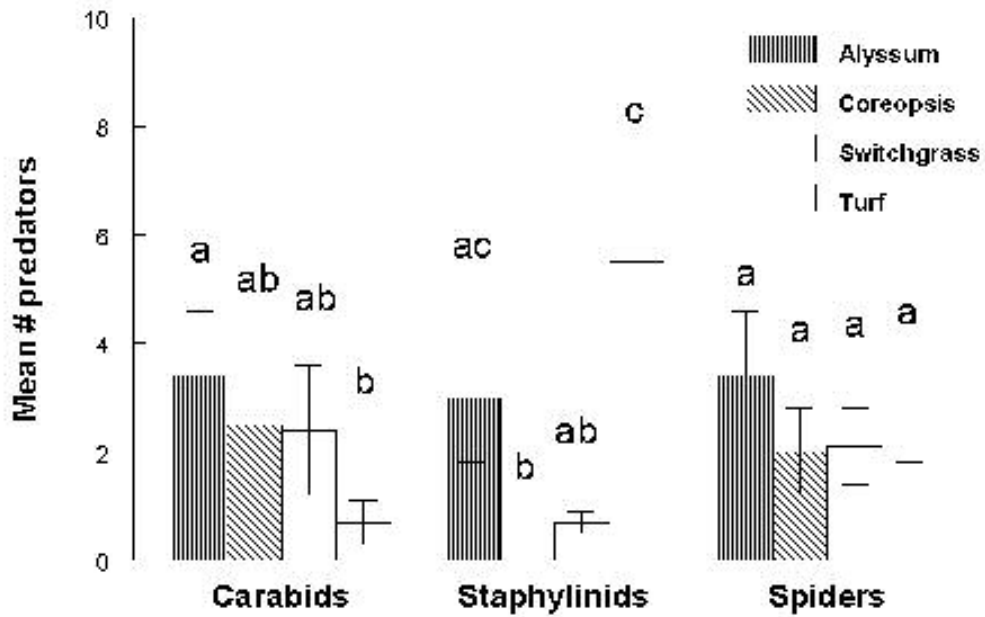 10
8
6
4
2
0
Mean # predators
Alyssum
Coreopsis
Switchgrass
Turf
a
ab
ab
b
ac
b
ab
c
a
a
a
a
Carabids
Staphylinids
Spiders